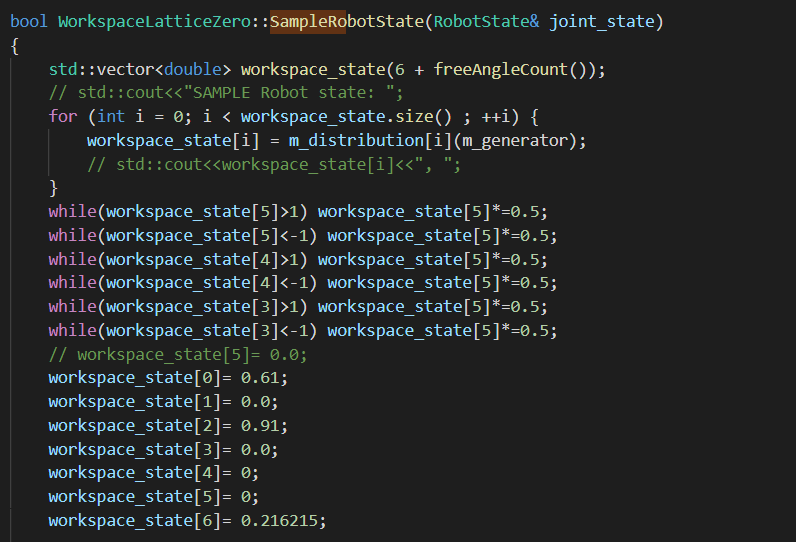 bool WorkspaceLatticeZero::SampleRobotState(RobotState& joint_state)
{
    std::vector<double> workspace_state(6 + freeAngleCount());
    // std::cout<<"SAMPLE Robot state: ";
    for (int i = 0; i < workspace_state.size() ; ++i) {
        workspace_state[i] = m_distribution[i](m_generator);
        // std::cout<<workspace_state[i]<<", ";
    }
    while(workspace_state[5]>1) workspace_state[5]*=0.5;
    while(workspace_state[5]<-1) workspace_state[5]*=0.5;
    while(workspace_state[4]>1) workspace_state[5]*=0.5;
    while(workspace_state[4]<-1) workspace_state[5]*=0.5;
    while(workspace_state[3]>1) workspace_state[5]*=0.5;
    while(workspace_state[3]<-1) workspace_state[5]*=0.5;
    // workspace_state[5]= 0.0;
    workspace_state[0]= 0.61;
    workspace_state[1]= 0.0;
    workspace_state[2]= 0.91;
    workspace_state[3]= 0.0;
    workspace_state[4]= 0;
    workspace_state[5]= 0;
    workspace_state[6]= 0.216215;